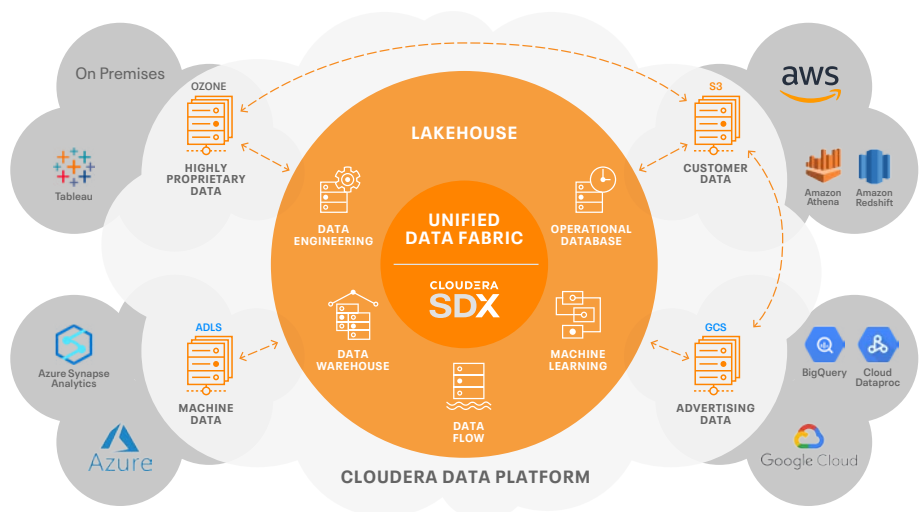 On Premises
Tableau
OZONE
HIGHLY
PROPRIETARY
DATA
S3
CUSTOMER
DATA
aws
Amazon
Athena
Amazon
Redshift
LAKEHOUSE
DATA
ENGINEERING
OPERATIONAL
DATABASE
UNIFIED
DATA FABRIC
CLOUDERA
SDX
DATA
WAREHOUSE
MACHINE
LEARNING
DATA
FLOW
Azure Synapse
Analytics
Azure
ADLS
MACHINE
DATA
GCS
ADVERTISING
DATA
BigQuery
Cloud
Dataproc
Google Cloud
CLOUDERA DATA PLATFORM